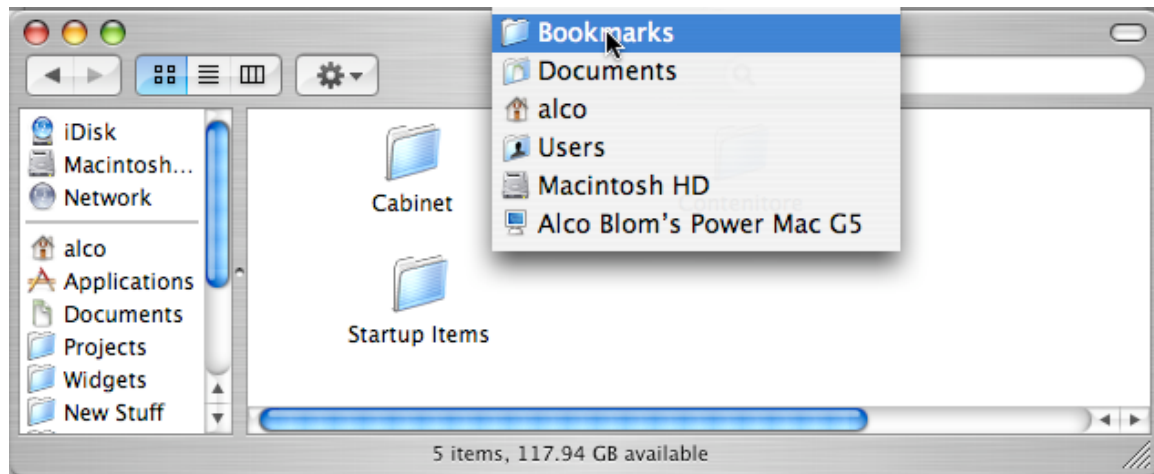 Bookmarks
Documents
alco
Users
Macintosh HD
Alco Blom's Power Mac G5
iDisk
Macintosh...
Network
alco
Applications
Documents
Projects
Widgets
New Stuff
Cabinet
Contenitore
Startup Items
5 items, 117.94 GB available